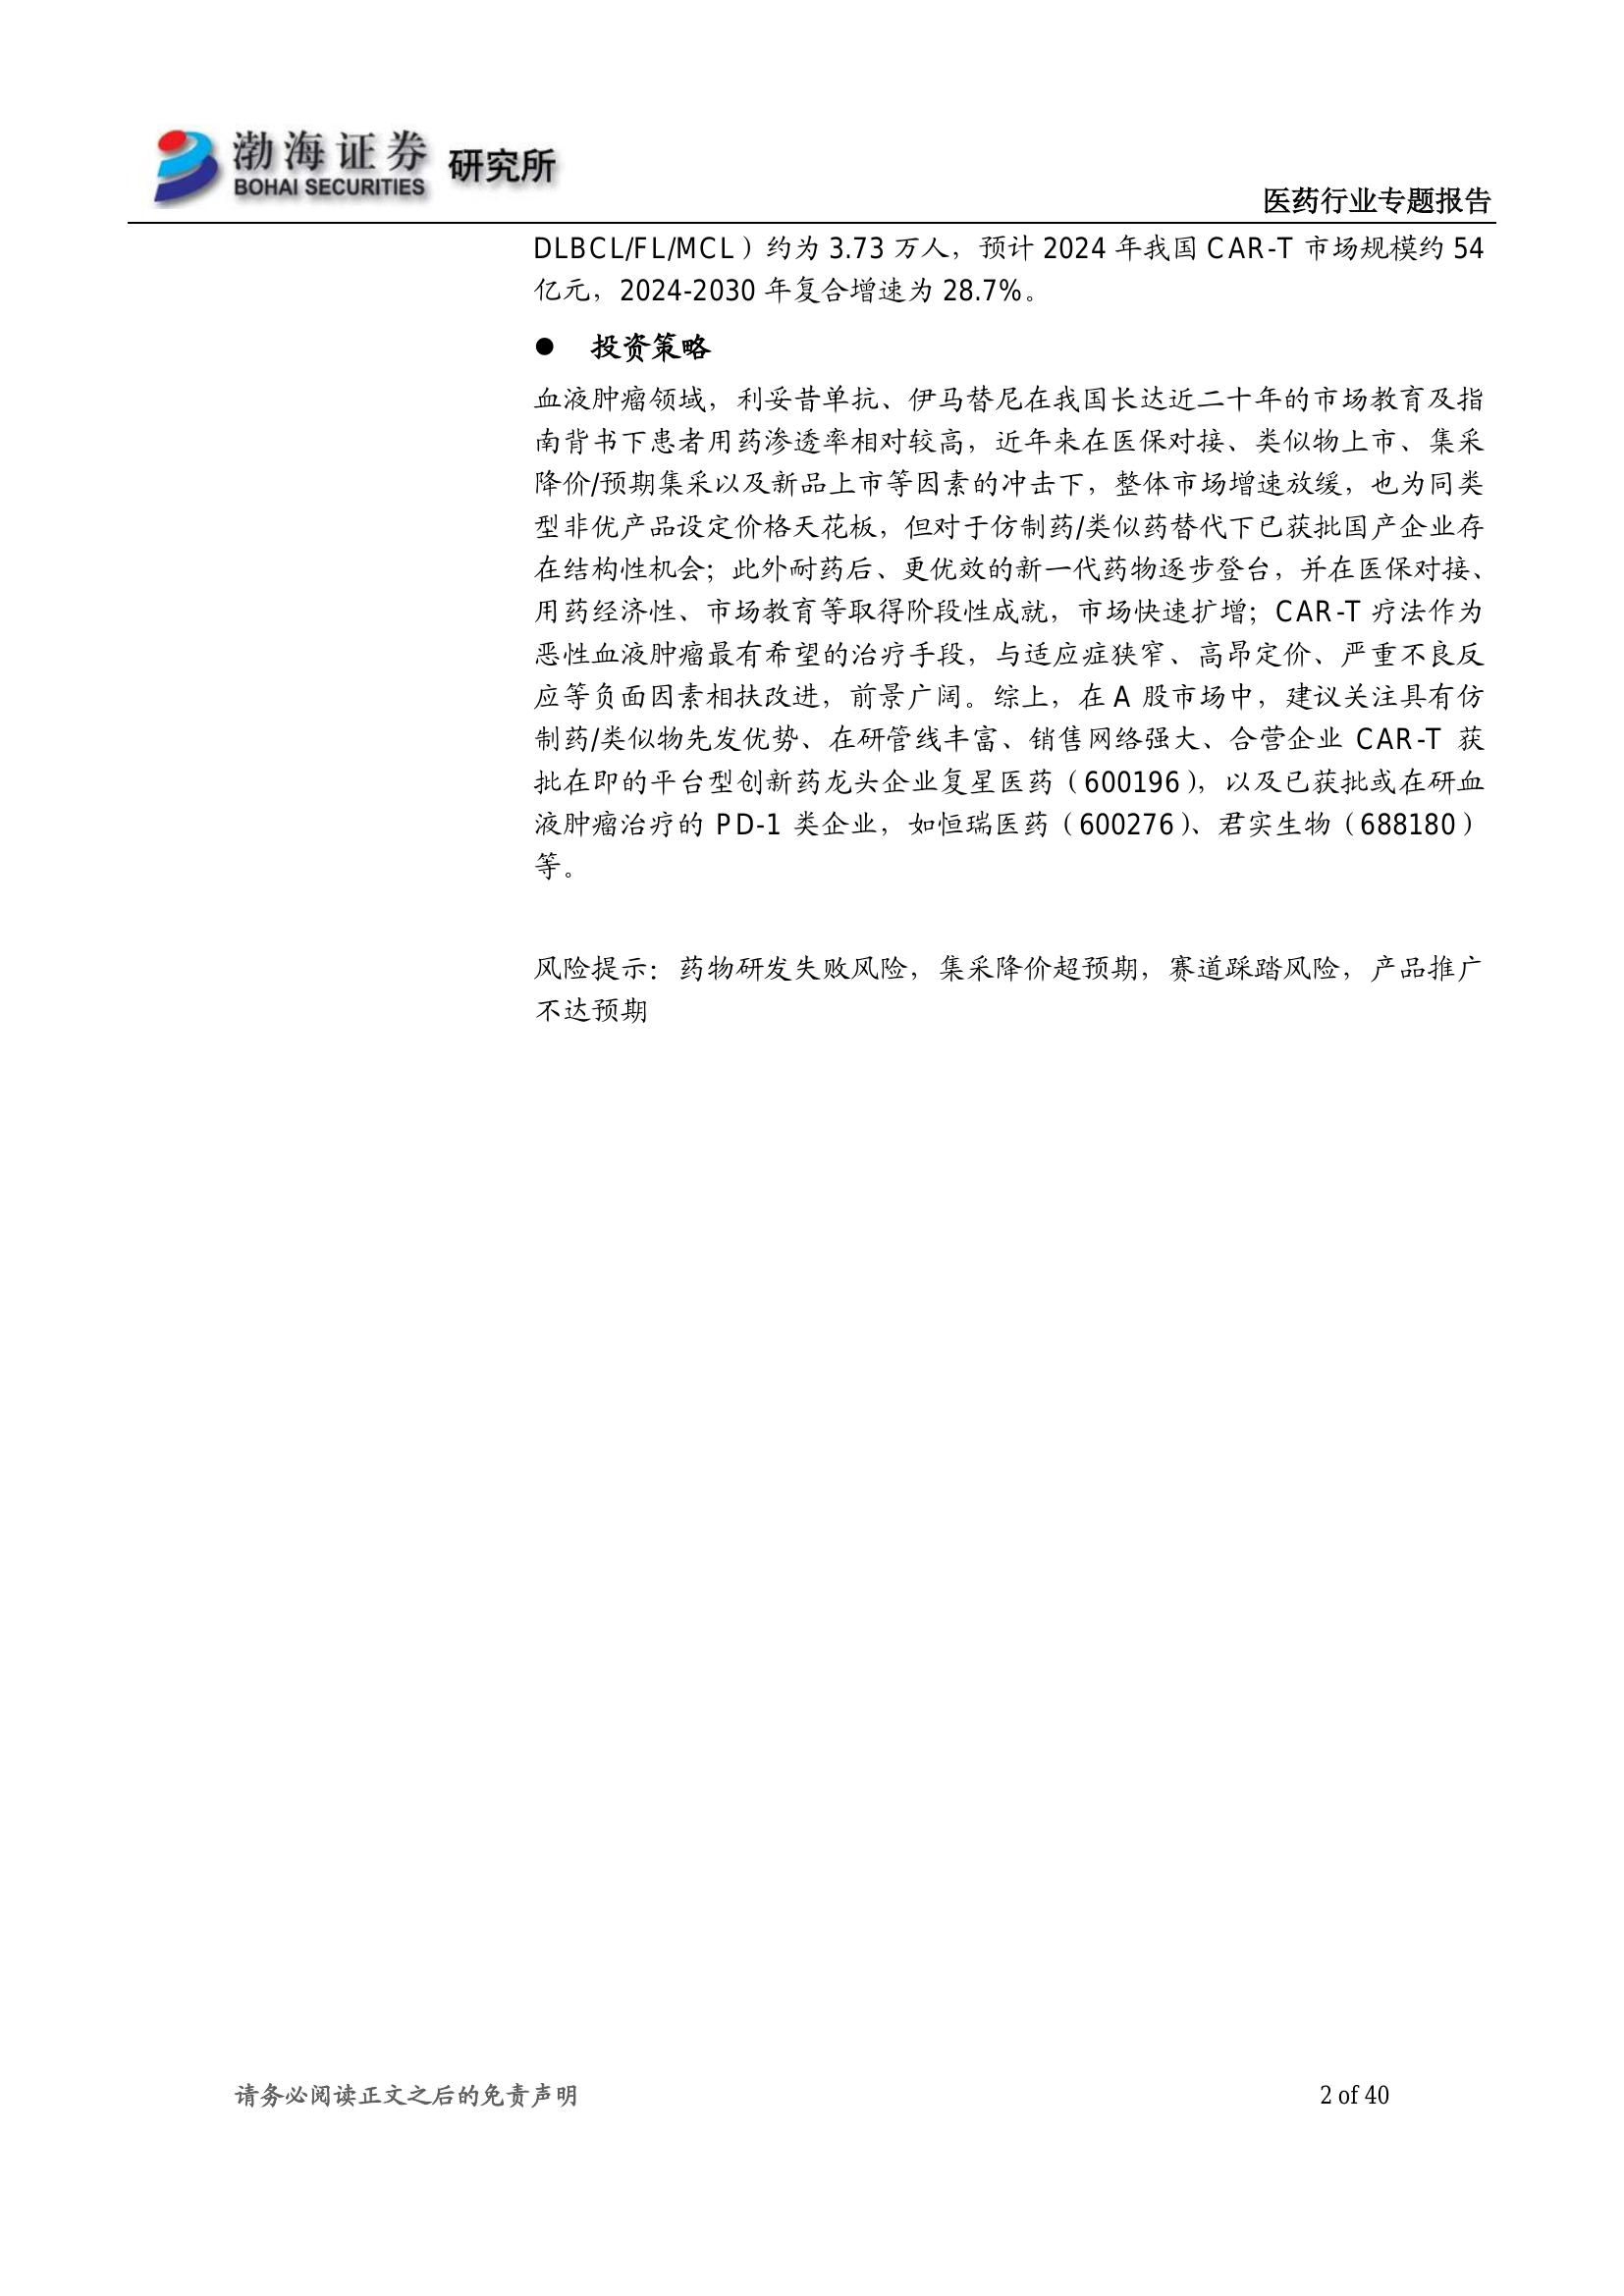 渤海证券 研究所
BOHAI SECURITIES
医药行业专题报告
DLBCL/FL/MCL）约为 3.73 万人，预计 2024 年我国 CAR-T 市场规模约 54
亿元，2024-2030 年复合增速为 28.7%。
● 投资策略
血液肿瘤领域，利妥昔单抗、伊马替尼在我国长达近二十年的市场教育及指
南背书下患者用药渗透率相对较高，近年来在医保对接、类似物上市、集采
降价/预期集采以及新品上市等因素的冲击下，整体市场增速放缓，也为同类
型非优产品设定价格天花板，但对于仿制药/类似药替代下已获批国产企业存
在结构性机会；此外耐药后、更优效的新一代药物逐步登台，并在医保对接、
用药经济性、市场教育等取得阶段性成就，市场快速扩增；CAR-T 疗法作为
恶性血液肿瘤最有希望的治疗手段，与适应症狭窄、高昂定价、严重不良反
应等负面因素相扶改进，前景广阔。综上，在 A 股市场中，建议关注具有仿
制药/类似物先发优势、在研管线丰富、销售网络强大、合营企业 CAR-T 获
批在即的平台型创新药龙头企业复星医药（600196），以及已获批或在研血
液肿瘤治疗的 PD-1 类企业，如恒瑞医药（600276）、君实生物（688180）
等。
风险提示：药物研发失败风险，集采降价超预期，赛道踩踏风险，产品推广
不达预期
请务必阅读正文之后的免责声明
2 of 40